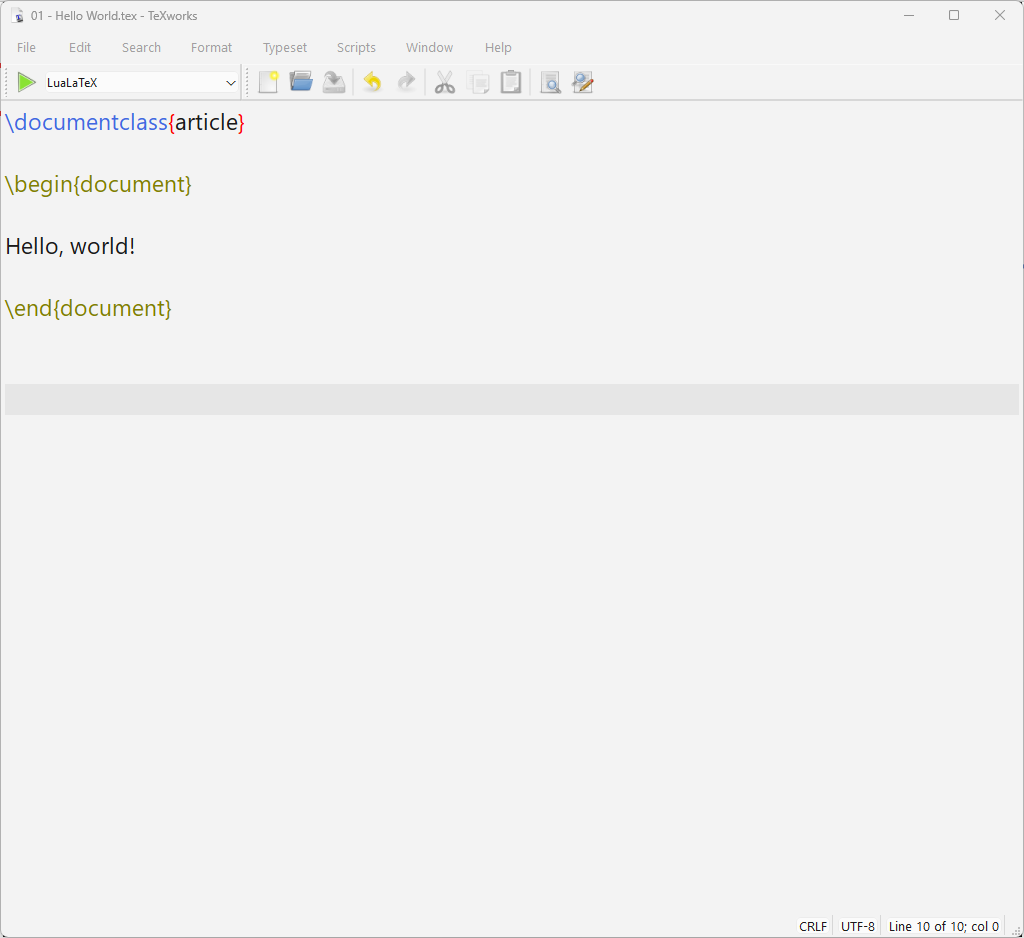 01 - Hello World.tex - TeXworks
File Edit Search Format Typeset Scripts Window Help
LuaLaTeX
\documentclass{article}
\begin{document}
Hello, world!
\end{document}
CRLF UTF-8 Line 10 of 10; col 0